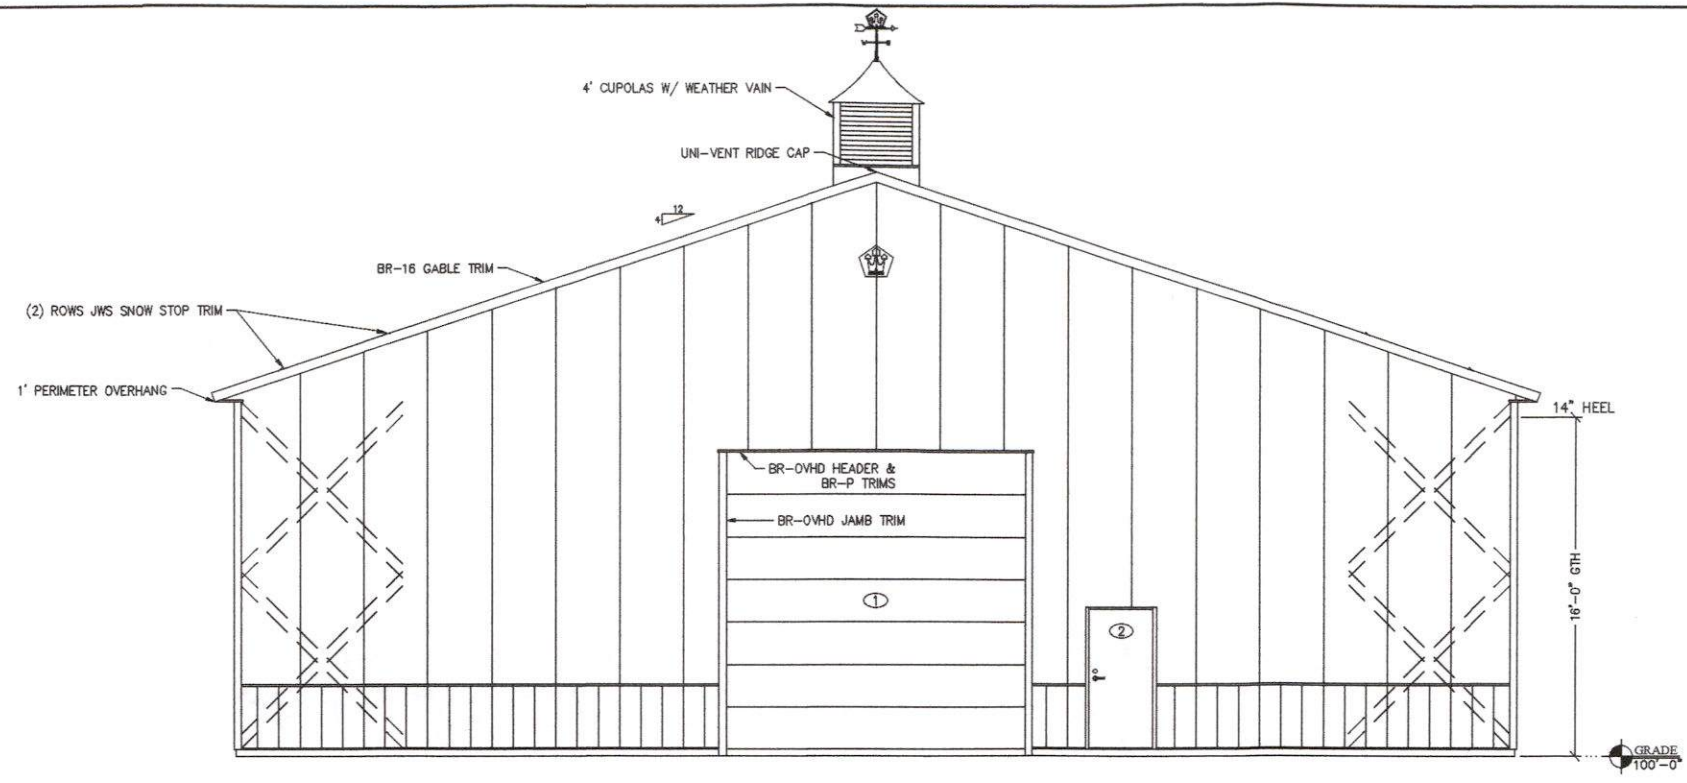 4' CUPOLAS W/ WEATHER VAIN
UNI-VENT RIDGE CAP
12
4
BR-16 GABLE TRIM
(2) ROWS JWS SNOW STOP TRIM
1' PERIMETER OVERHANG
14" HEEL
BR-OVHD HEADER &
BR-P TRIMS
BR-OVHD JAMB TRIM
16'-0" GTH
1
2
GRADE
100'-0"